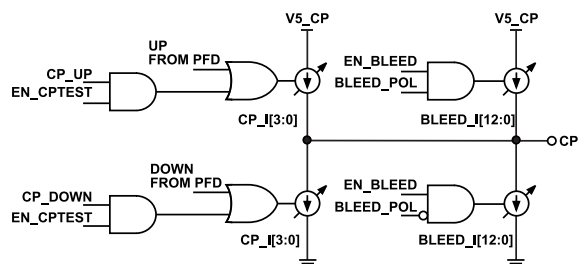 V5_CP
V5_CP
UP
FROM PFD
CP_UP
EN_CPTEST
EN_BLEED
BLEED_POL
CP_I[3:0]
BLEED_I[12:0]
CP
DOWN
FROM PFD
CP_DOWN
EN_CPTEST
EN_BLEED
BLEED_POL
CP_I[3:0]
BLEED_I[12:0]